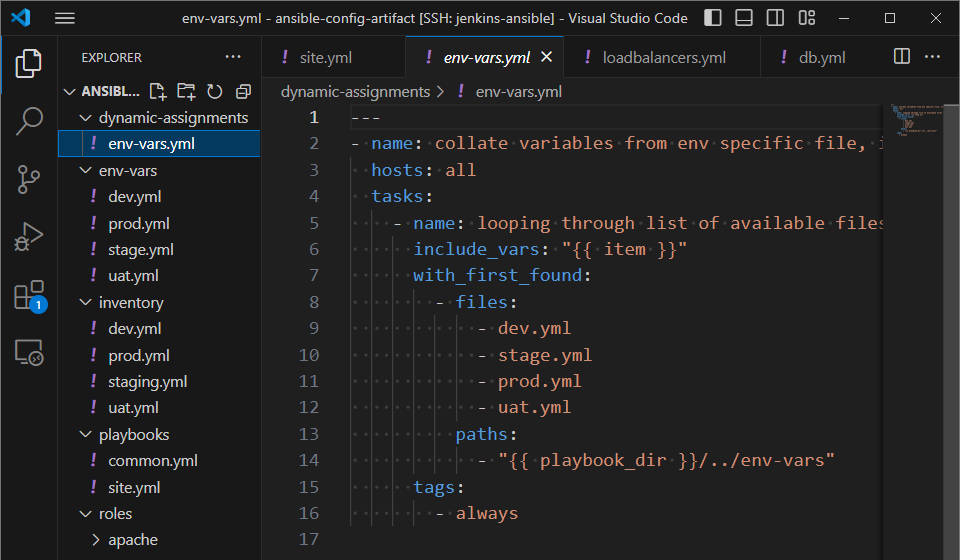 env-vars.yml - ansible-config-artifact [SSH: jenkins-ansible] - Visual Studio Code
EXPLORER
ANSIBL...
dynamic-assignments
! env-vars.yml
env-vars
! dev.yml
! prod.yml
! stage.yml
! uat.yml
inventory
! dev.yml
! prod.yml
! staging.yml
! uat.yml
playbooks
! common.yml
! site.yml
roles
apache
1
! site.yml
! env-vars.yml
! loadbalancers.yml
! db.yml
dynamic-assignments > ! env-vars.yml
1 ---
2 - name: collate variables from env specific file, i
3 hosts: all
4 tasks:
5 - name: looping through list of available files
6 include_vars: "{{ item }}"
7 with_first_found:
8 - files:
9 - dev.yml
10 - stage.yml
11 - prod.yml
12 - uat.yml
13 paths:
14 - "{{ playbook_dir }}/../env-vars"
15 tags:
16 - always
17